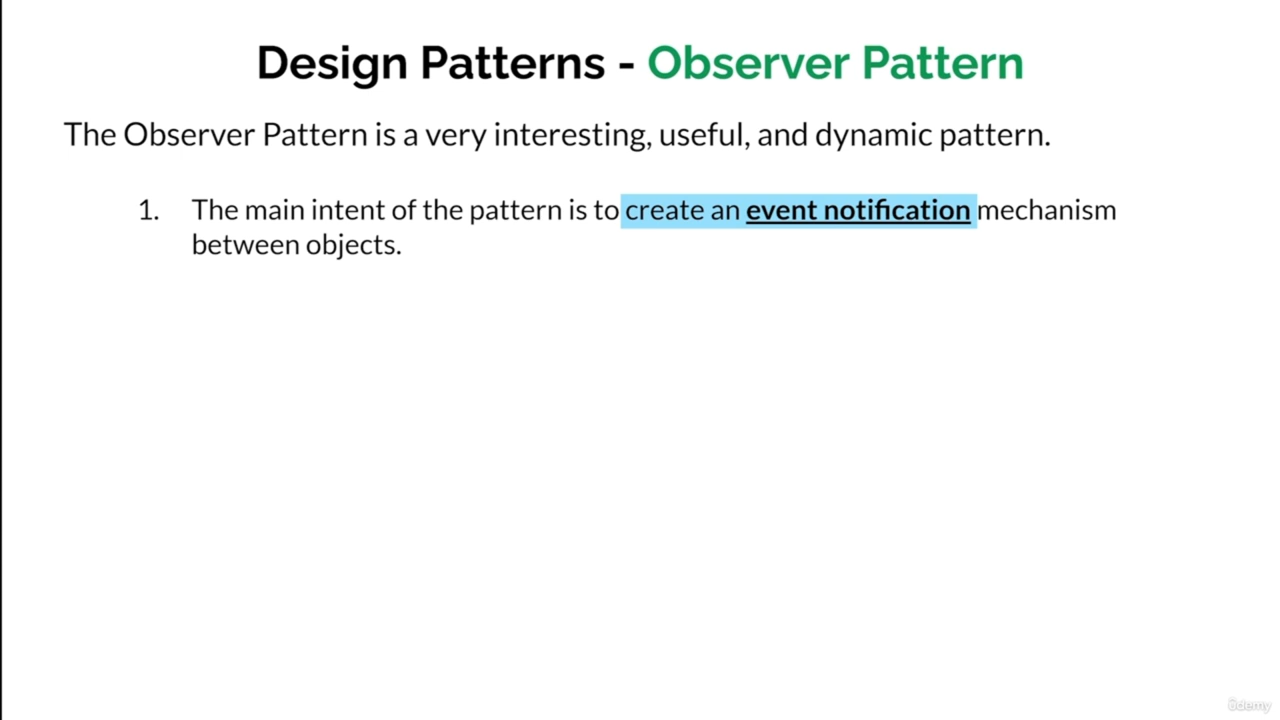 Design Patterns - Observer Pattern
The Observer Pattern is a very interesting, useful, and dynamic pattern.
1. The main intent of the pattern is to create an event notification mechanism
between objects.
ûdemy